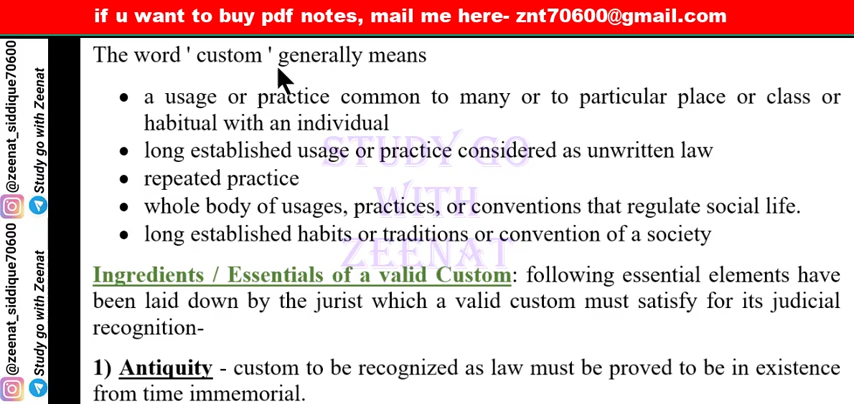 if u want to buy pdf notes, mail me here- znt70600@gmail.com
The word ' custom ' generally means
• a usage or practice common to many or to particular place or class or
habitual with an individual
• long established usage or practice considered as unwritten law
• repeated practice
• whole body of usages, practices, or conventions that regulate social life.
• long established habits or traditions or convention of a society
Ingredients / Essentials of a valid Custom: following essential elements have
been laid down by the jurist which a valid custom must satisfy for its judicial
recognition-
1) Antiquity - custom to be recognized as law must be proved to be in existence
from time immemorial.
STUDY GO
WITH
ZEENAT
@zeenat_siddique70600
Study go with Zeenat
@zeenat_siddique70600
Study go with Zeenat